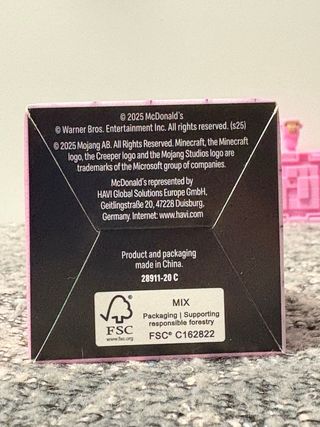 © 2025 McDonald's
© Warner Bros. Entertainment Inc. All rights reserved. (s25)
© 2025 Mojang AB. All Rights Reserved. Minecraft, the Minecraft
logo, the Creeper logo and the Mojang Studios logo are
trademarks of the Microsoft group of companies.
McDonald's represented by
HAVI Global Solutions Europe GmbH,
Geitlingstraße 20, 47228 Duisburg,
Germany. Internet: www.havi.com
Product and packaging
made in China.
28911-20 C
FSC
www.fsc.org
MIX
Packaging | Supporting
responsible forestry
FSC® C162822